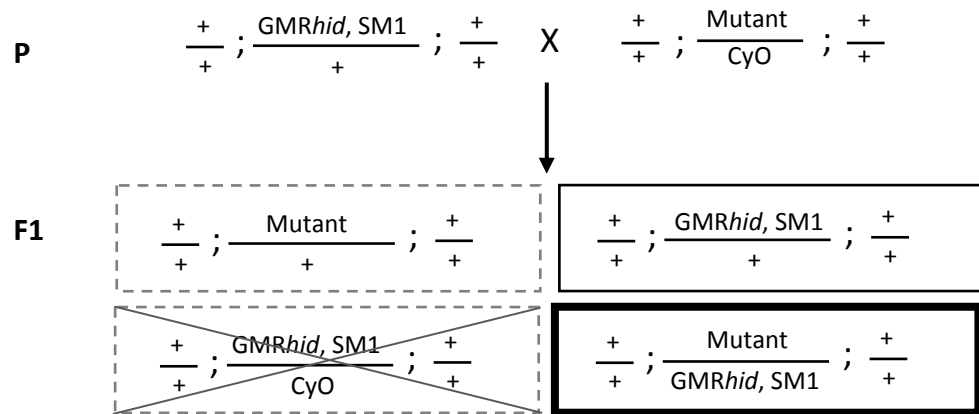 P
+ GMRhid, SM1 + X + Mutant +
; ; ; ;
+ + + + CyO +
F1
+ Mutant +
; ;
+ + +
+ GMRhid, SM1 +
; ;
+ + +
+ GMRhid, SM1 +
; ;
+ CyO +
+ Mutant +
; ;
+ GMRhid, SM1 +